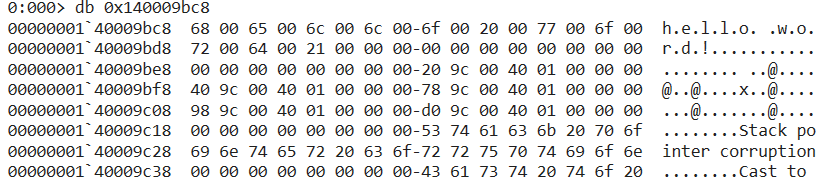 0:000> db 0x140009bc8
00000001`40009bc8  68 00 65 00 6c 00 6c 00-6f 00 20 00 77 00 6f 00  h.e.l.l.o. .w.o.
00000001`40009bd8  72 00 64 00 21 00 00 00-00 00 00 00 00 00 00 00  r.d.!...........
00000001`40009be8  00 00 00 00 00 00 00 00-20 9c 00 40 01 00 00 00  ........ ..@....
00000001`40009bf8  40 9c 00 40 01 00 00 00-78 9c 00 40 01 00 00 00  @..@....x..@....
00000001`40009c08  98 9c 00 40 01 00 00 00-d0 9c 00 40 01 00 00 00  ...@.......@....
00000001`40009c18  00 00 00 00 00 00 00 00-53 74 61 63 6b 20 70 6f  ........Stack po
00000001`40009c28  69 6e 74 65 72 20 63 6f-72 72 75 70 74 69 6f 6e  inter corruption
00000001`40009c38  00 00 00 00 00 00 00 00-43 61 73 74 20 74 6f 20  ........Cast to